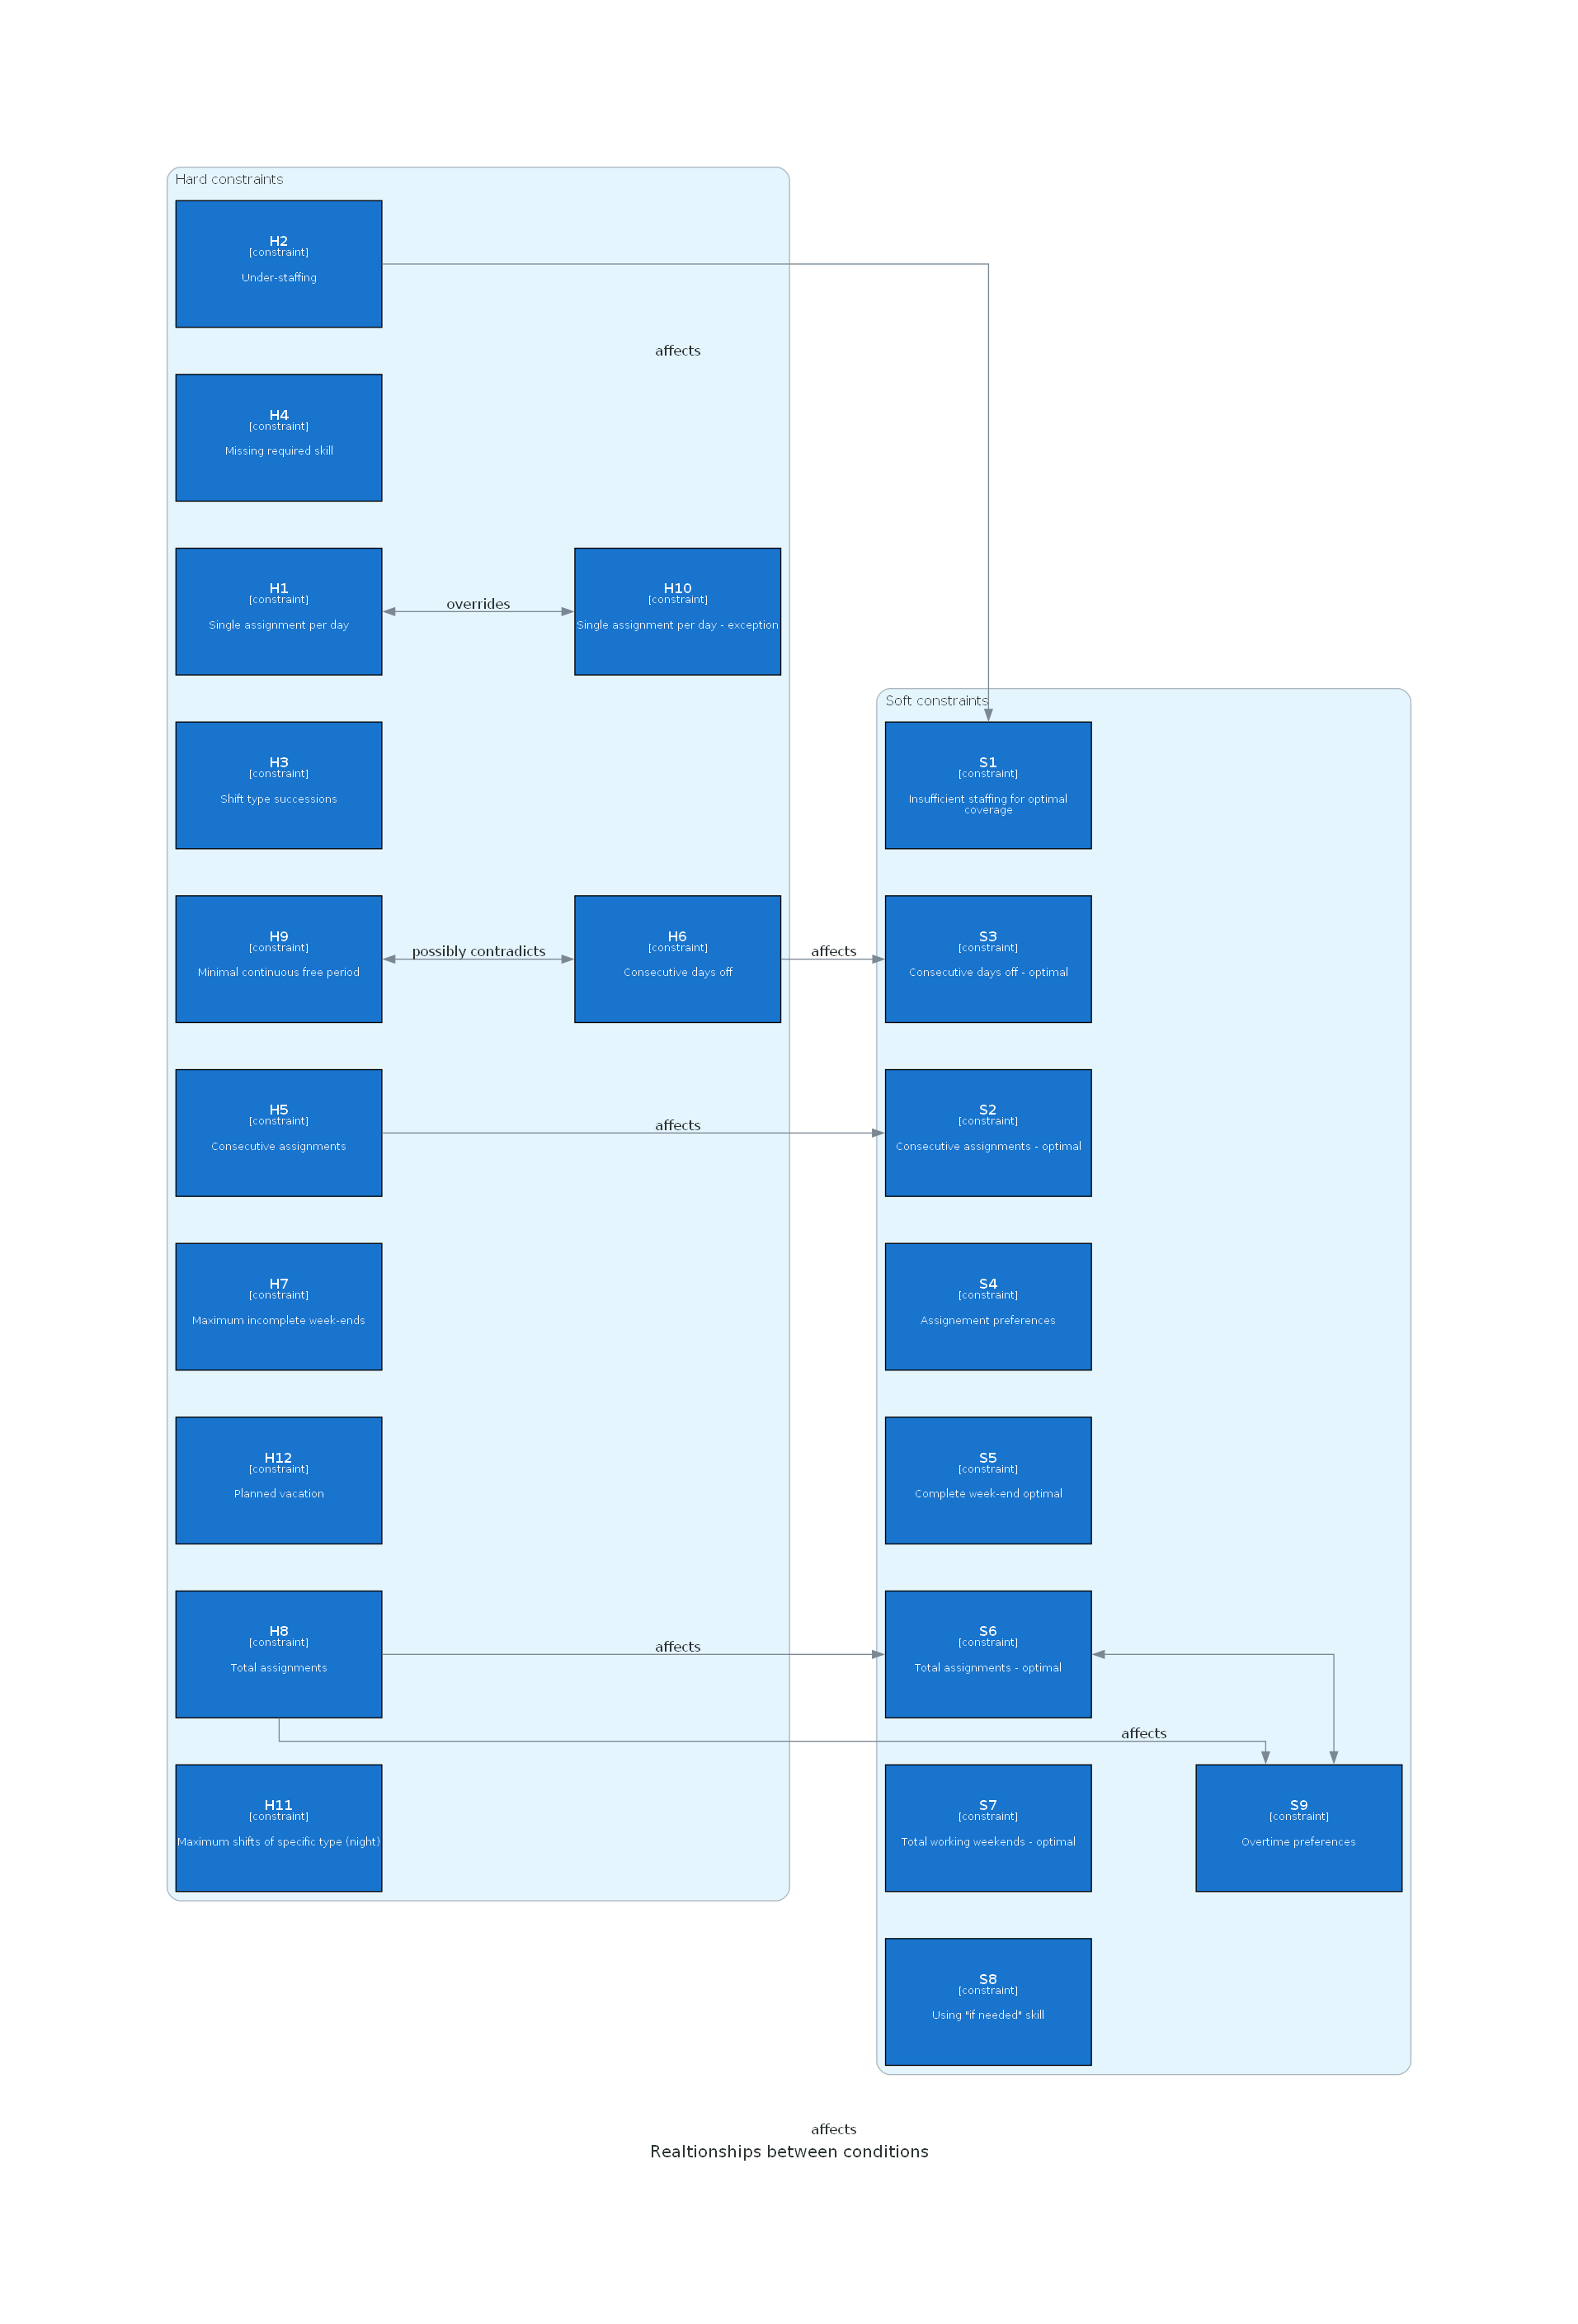 Hard constraints
H2
[constraint]
Under-staffing
affects
H4
[constraint]
Missing required skill
H1
[constraint]
Single assignment per day
overrides
H10
[constraint]
Single assignment per day - exception
H3
[constraint]
Shift type successions
Soft constraints
S1
[constraint]
Insufficient staffing for optimal
coverage
H9
[constraint]
Minimal continuous free period
possibly contradicts
H6
[constraint]
Consecutive days off
affects
S3
[constraint]
Consecutive days off - optimal
H5
[constraint]
Consecutive assignments
affects
S2
[constraint]
Consecutive assignments - optimal
H7
[constraint]
Maximum incomplete week-ends
S4
[constraint]
Assignement preferences
H12
[constraint]
Planned vacation
S5
[constraint]
Complete week-end optimal
H8
[constraint]
Total assignments
affects
S6
[constraint]
Total assignments - optimal
affects
H11
[constraint]
Maximum shifts of specific type (night)
S7
[constraint]
Total working weekends - optimal
S9
[constraint]
Overtime preferences
S8
[constraint]
Using "if needed" skill
affects
Realtionships between conditions